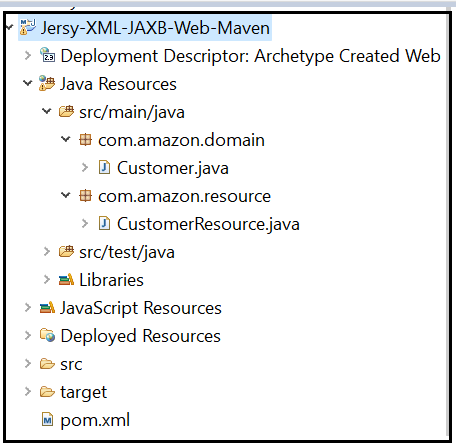 Jersy-XML-JAXB-Web-Maven
Deployment Descriptor: Archetype Created Web
Java Resources
src/main/java
com.amazon.domain
Customer.java
com.amazon.resource
CustomerResource.java
src/test/java
Libraries
JavaScript Resources
Deployed Resources
src
target
pom.xml